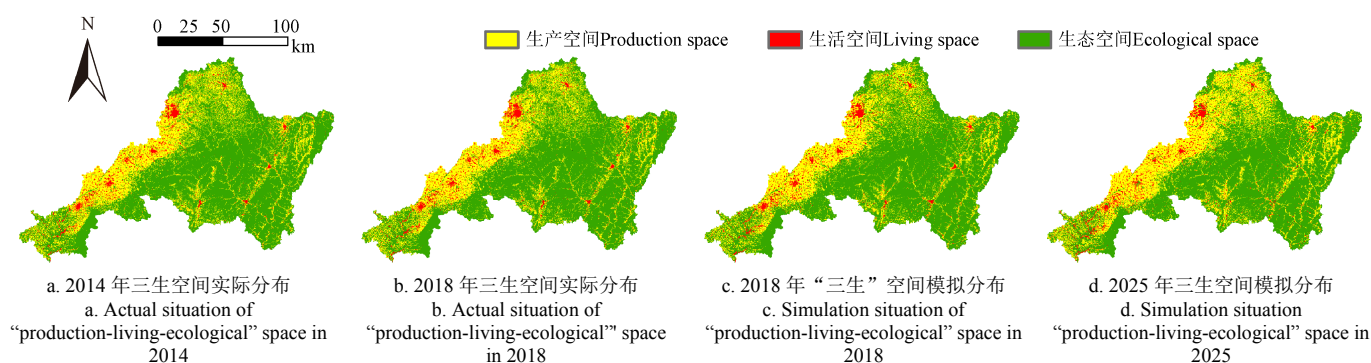 N
0 25 50 100
km
生产空间Production space
生活空间Living space
生态空间Ecological space
a. 2014 年三生空间实际分布
a. Actual situation of
“production-living-ecological” space in
2014
b. 2018 年三生空间实际分布
b. Actual situation of
“production-living-ecological”" space
in 2018
c. 2018 年“三生”空间模拟分布
c. Simulation situation of
“production-living-ecological” space in
2018
d. 2025 年三生空间模拟分布
d. Simulation situation
“production-living-ecological” space in
2025